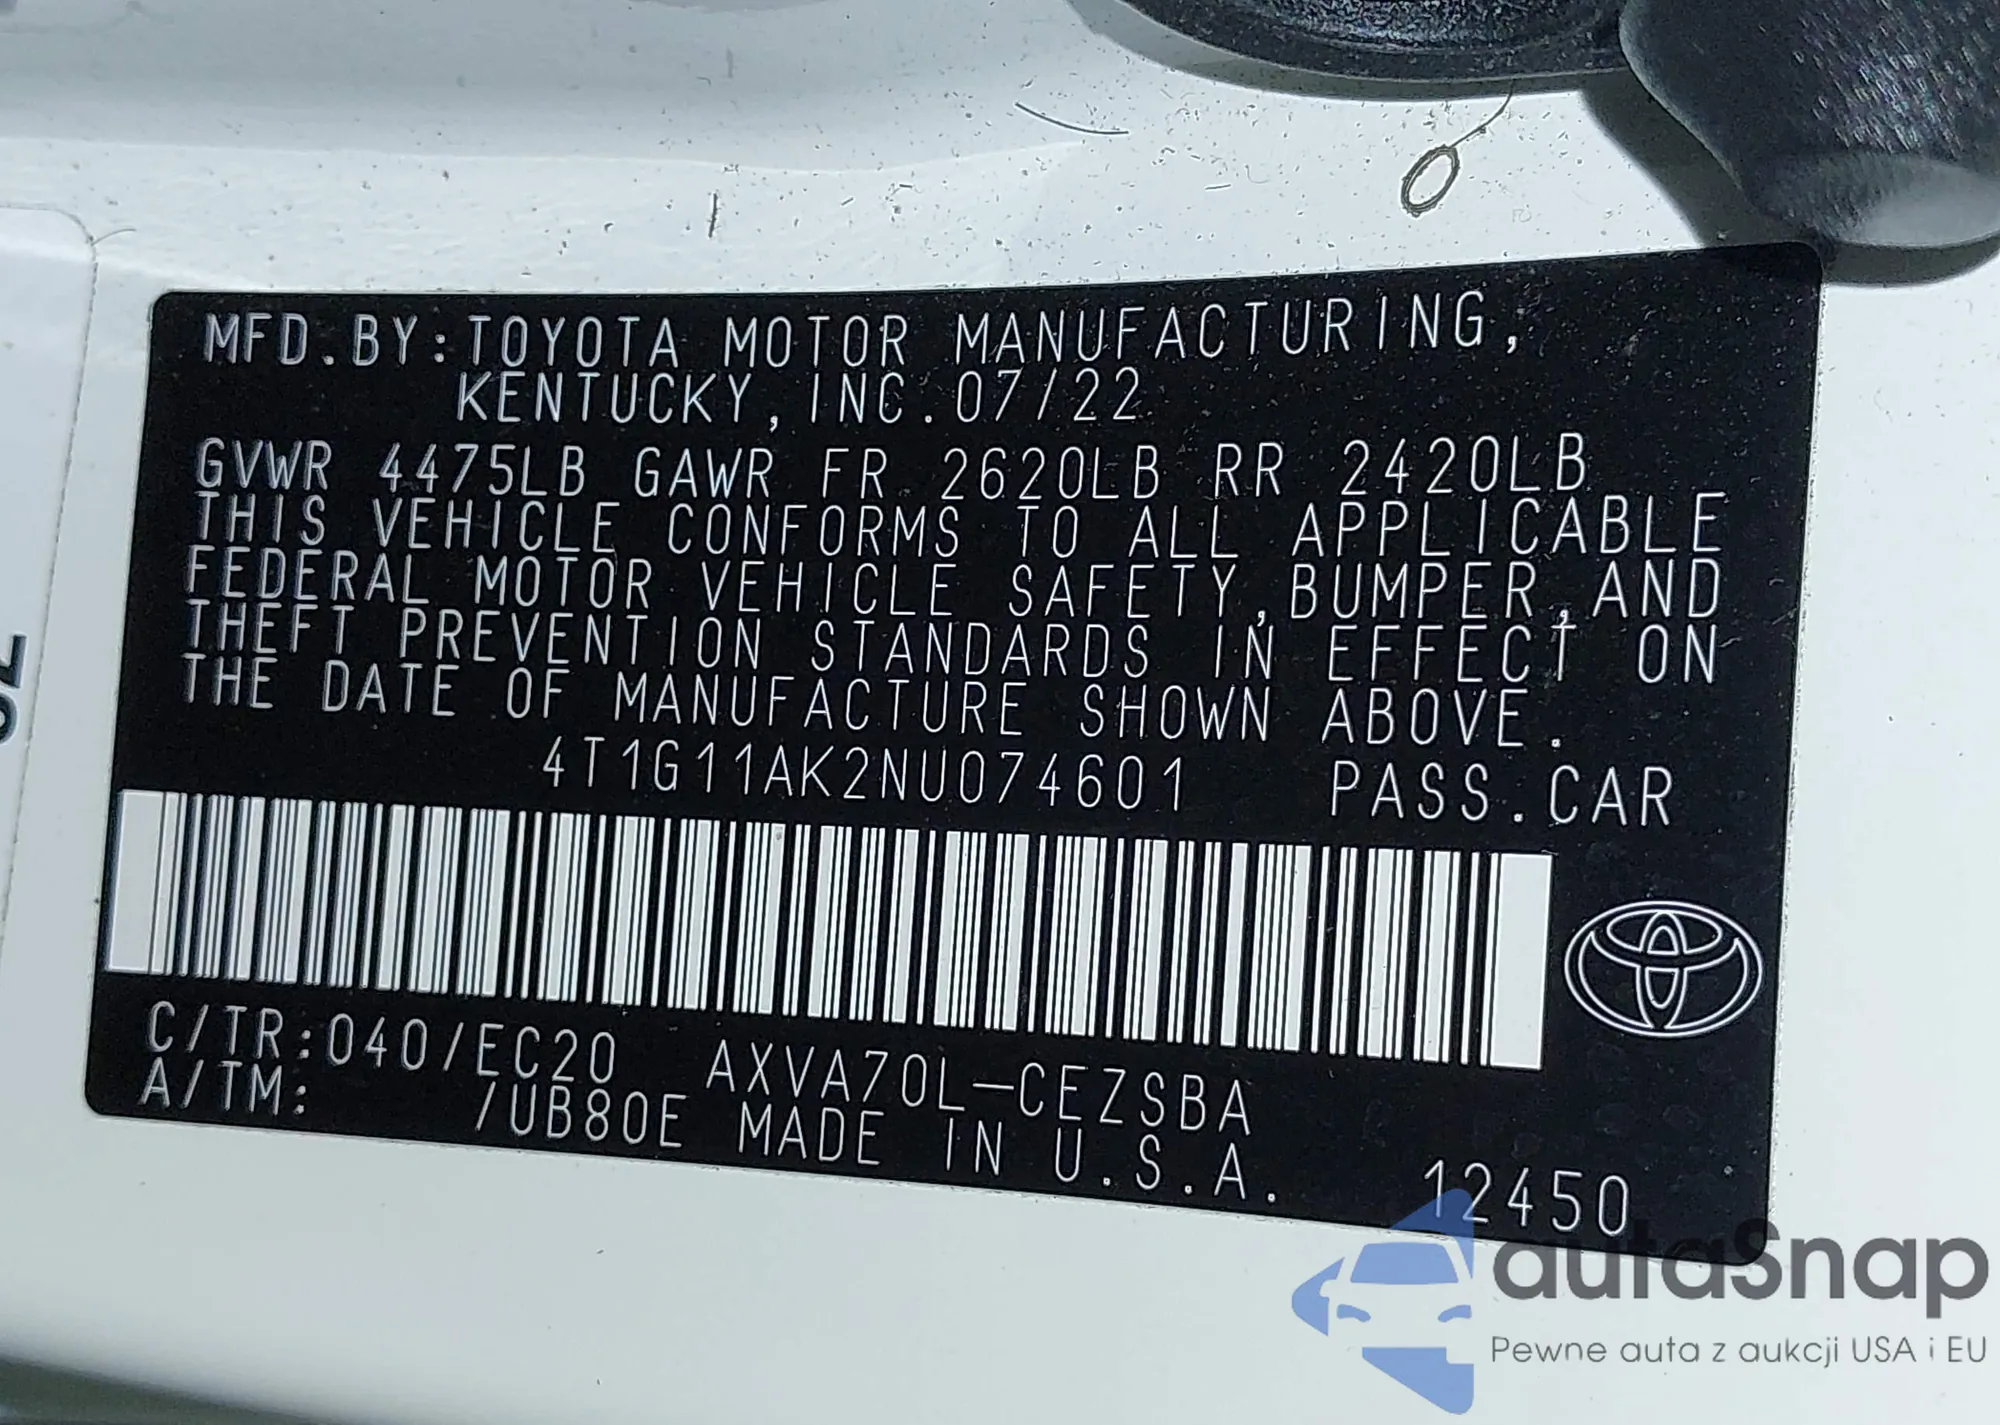 MFD.BY:TOYOTA MOTOR MANUFACTURING,
KENTUCKY, INC. 07/22
GVWR 4475LB GAWR FR 2620LB RR 2420LB
THIS VEHICLE CONFORMS TO ALL APPLICABLE
FEDERAL MOTOR VEHICLE SAFETY,BUMPER,AND
THEFT PREVENTION STANDARDS IN EFFECT ON
THE DATE OF MANUFACTURE SHOWN ABOVE.
4T1G11AK2NU074601 PASS.CAR
C/TR:040/EC20 AXVA70L-CEZSBA
A/TM: /UB80E MADE IN U.S.A. 12450
autaSnap
Pewne auta z aukcji USA i EU